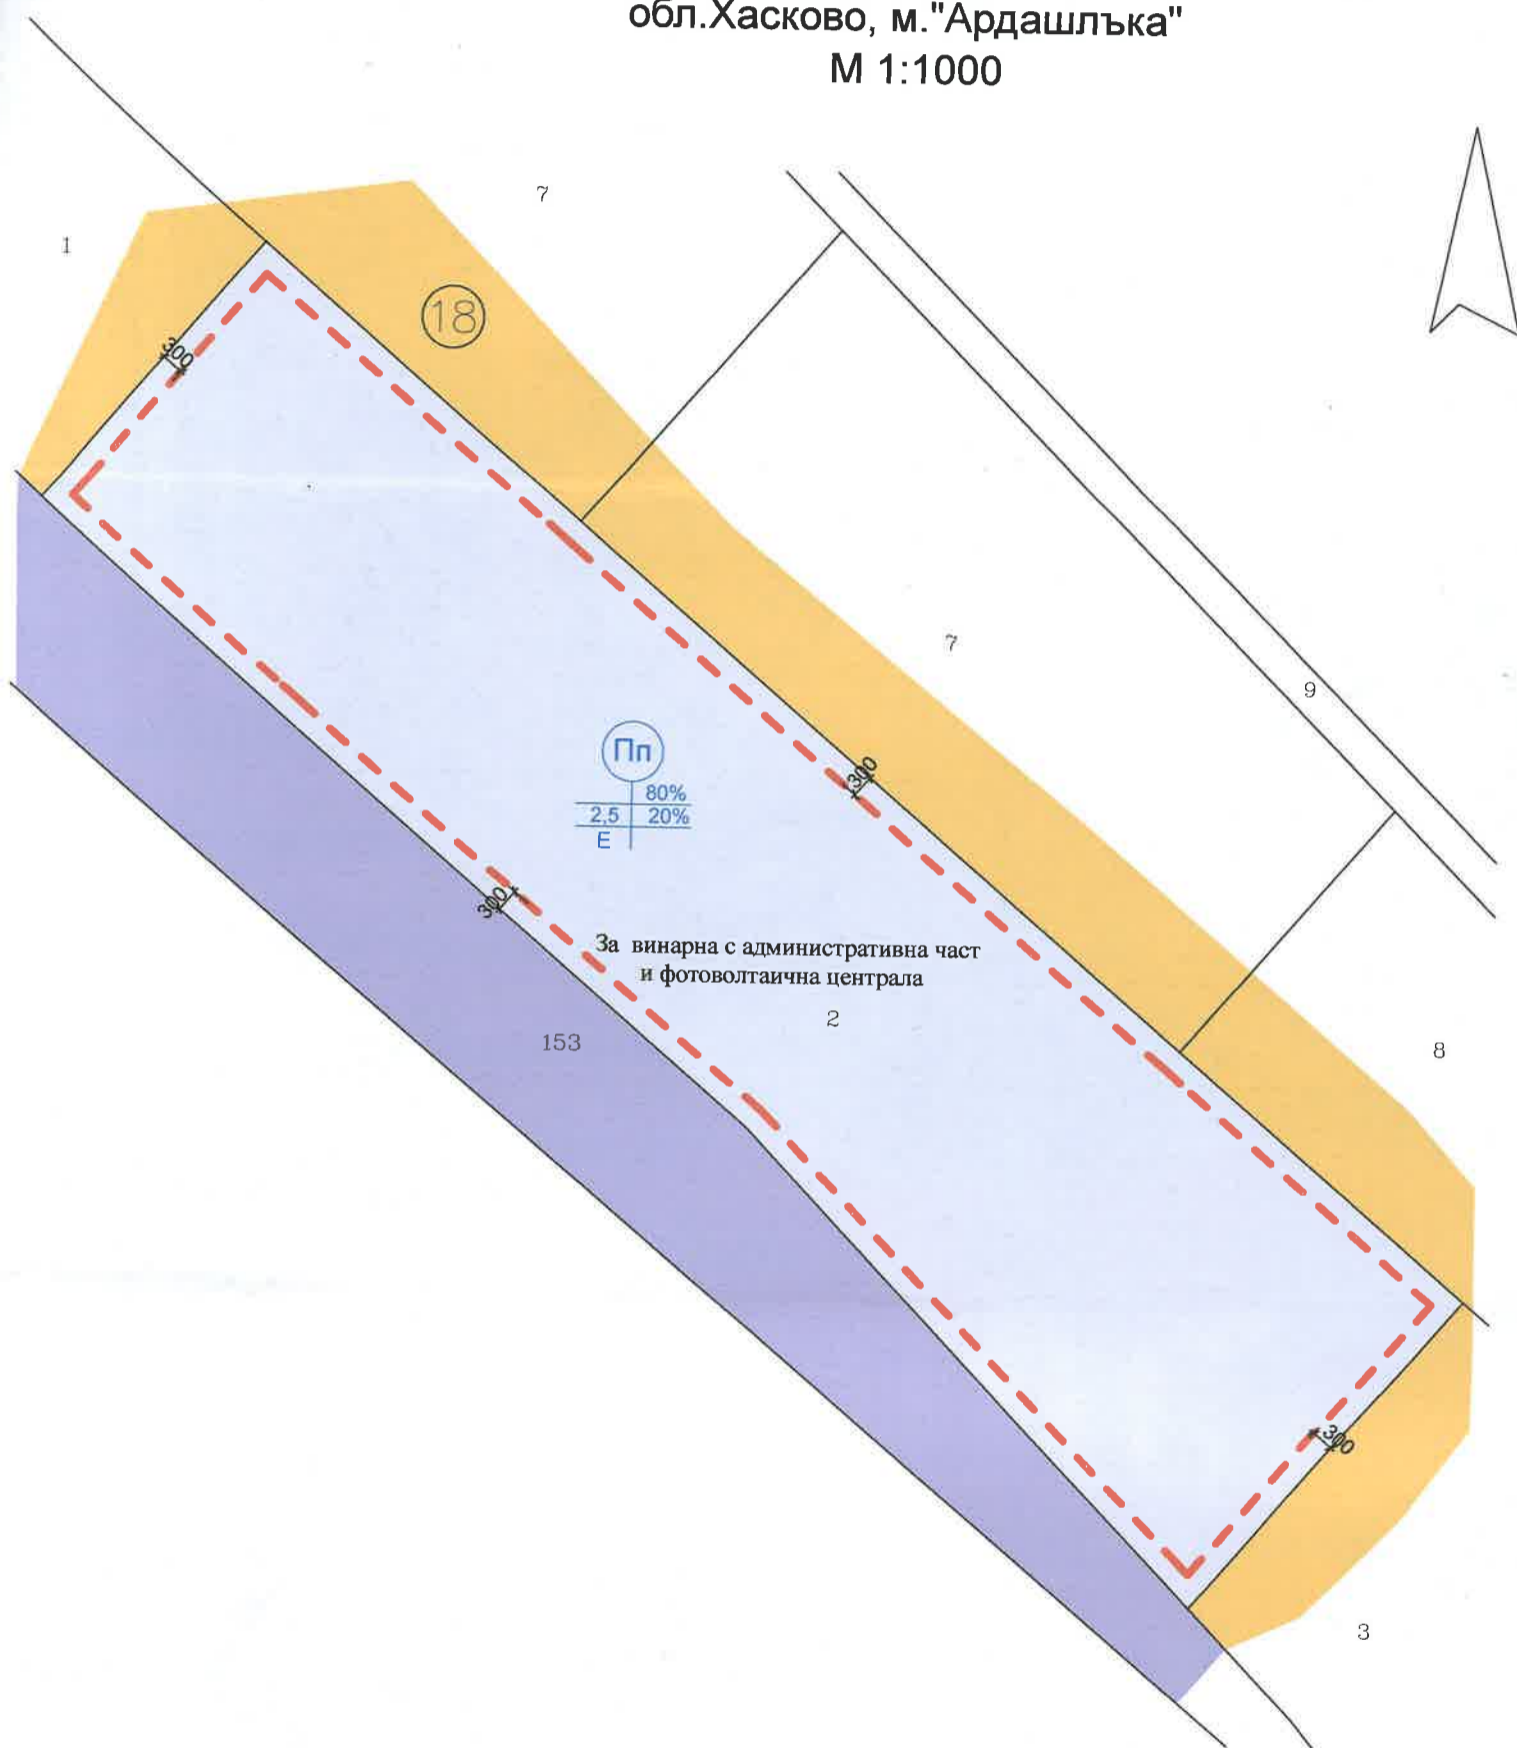 обл.Хасково, м."Ардашлъка"
М 1:1000
7
1
18
300
7
9
Пп
80%
2,5 20%
Е
300
300
За винарна с административна част
и фотоволтаична централа
2
153
8
300
3